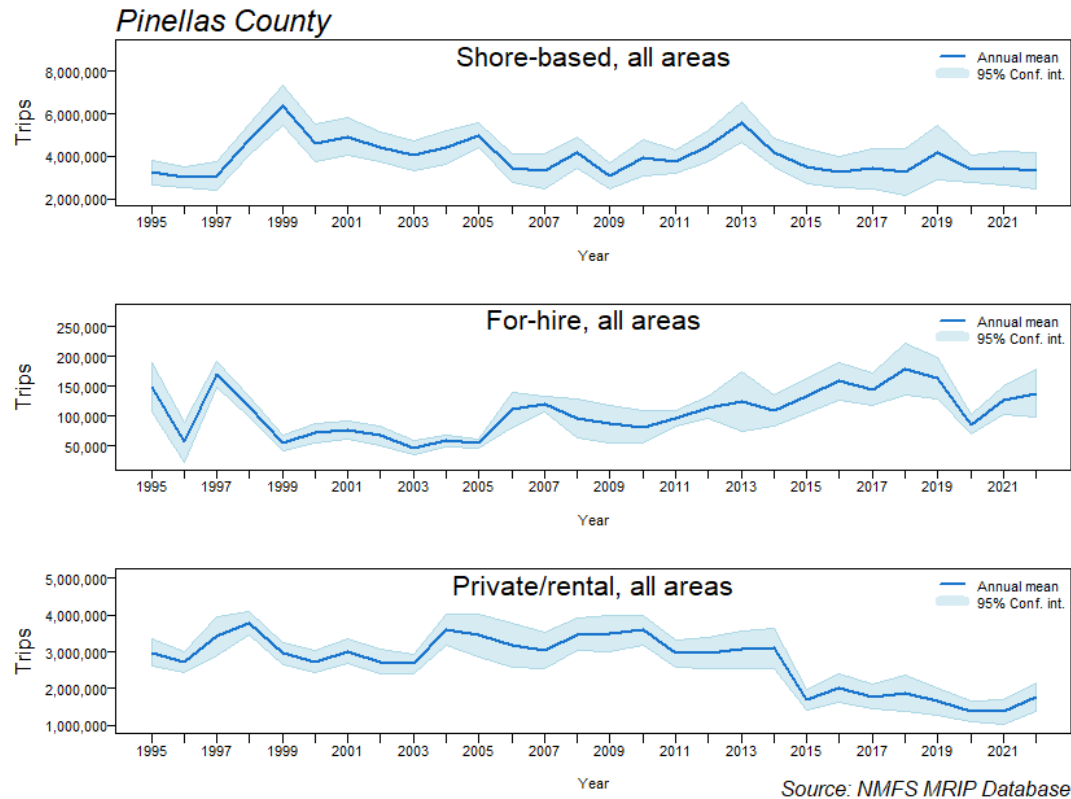 Pinellas County
Shore-based, all areas
Annual mean
95% Conf. int.
Trips
8,000,000
6,000,000
4,000,000
2,000,000
1995 1997 1999 2001 2003 2005 2007 2009 2011 2013 2015 2017 2019 2021
Year
For-hire, all areas
Annual mean
95% Conf. int.
Trips
250,000
200,000
150,000
100,000
50,000
1995 1997 1999 2001 2003 2005 2007 2009 2011 2013 2015 2017 2019 2021
Year
Private/rental, all areas
Annual mean
95% Conf. int.
Trips
5,000,000
4,000,000
3,000,000
2,000,000
1,000,000
1995 1997 1999 2001 2003 2005 2007 2009 2011 2013 2015 2017 2019 2021
Year
Source: NMFS MRIP Database